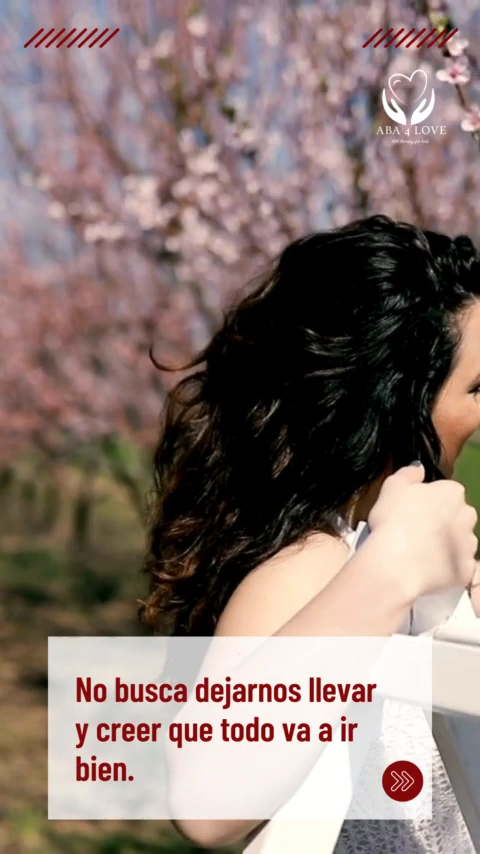 ABA 4 LOVE
No busca dejarnos llevar
y creer que todo va a ir
bien.